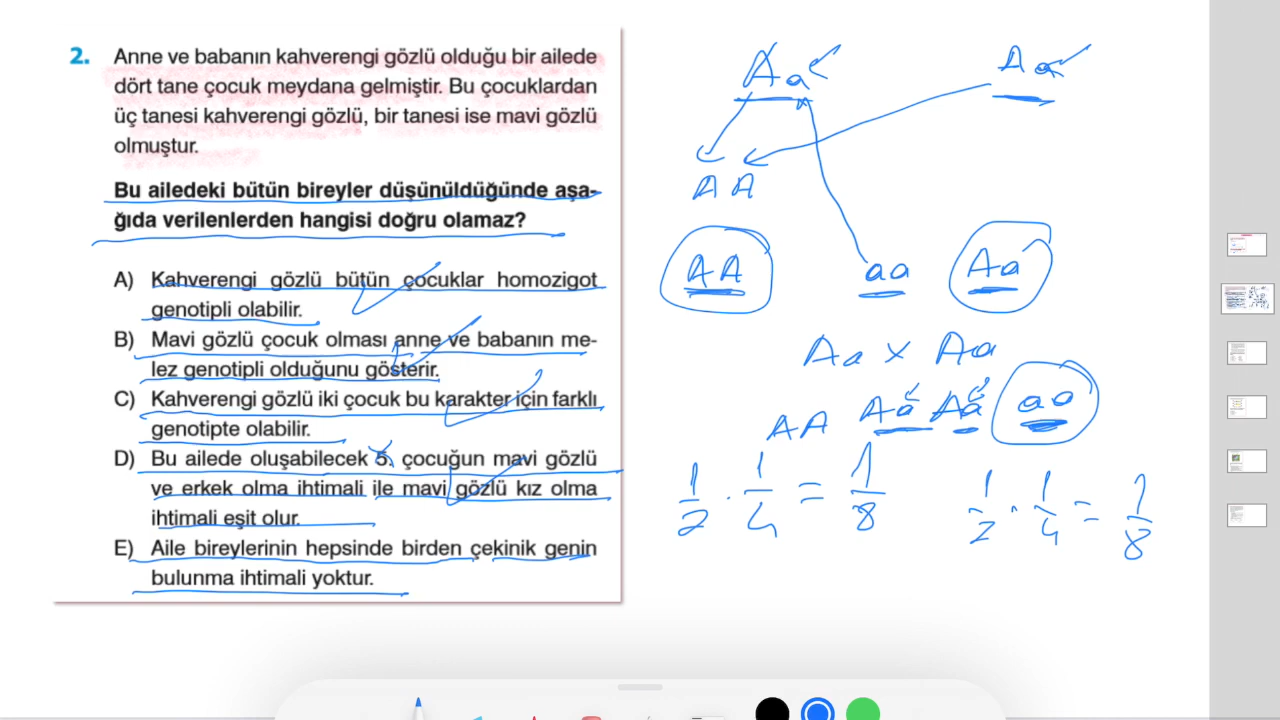 2. Anne ve babanın kahverengi gözlü olduğu bir ailede
dört tane çocuk meydana gelmiştir. Bu çocuklardan
üç tanesi kahverengi gözlü, bir tanesi ise mavi gözlü
olmuştur.
Bu ailedeki bütün bireyler düşünüldüğünde aşa-
ğıda verilenlerden hangisi doğru olamaz?
A) Kahverengi gözlü bütün çocuklar homozigot
genotipli olabilir.
B) Mavi gözlü çocuk olması anne ve babanın me-
lez genotipli olduğunu gösterir.
C) Kahverengi gözlü iki çocuk bu karakter için farklı
genotipte olabilir.
D) Bu ailede oluşabilecek 5. çocuğun mavi gözlü
ve erkek olma ihtimali ile mavi gözlü kız olma
ihtimali eşit olur.
E) Aile bireylerinin hepsinde birden çekinik genin
bulunma ihtimali yoktur.
Aa Aa
AA
AA aa Aa
Aa x Aa
AA Aa Aa aa
1/2 . 1/4 = 1/8 1/2 . 1/4 = 1/8